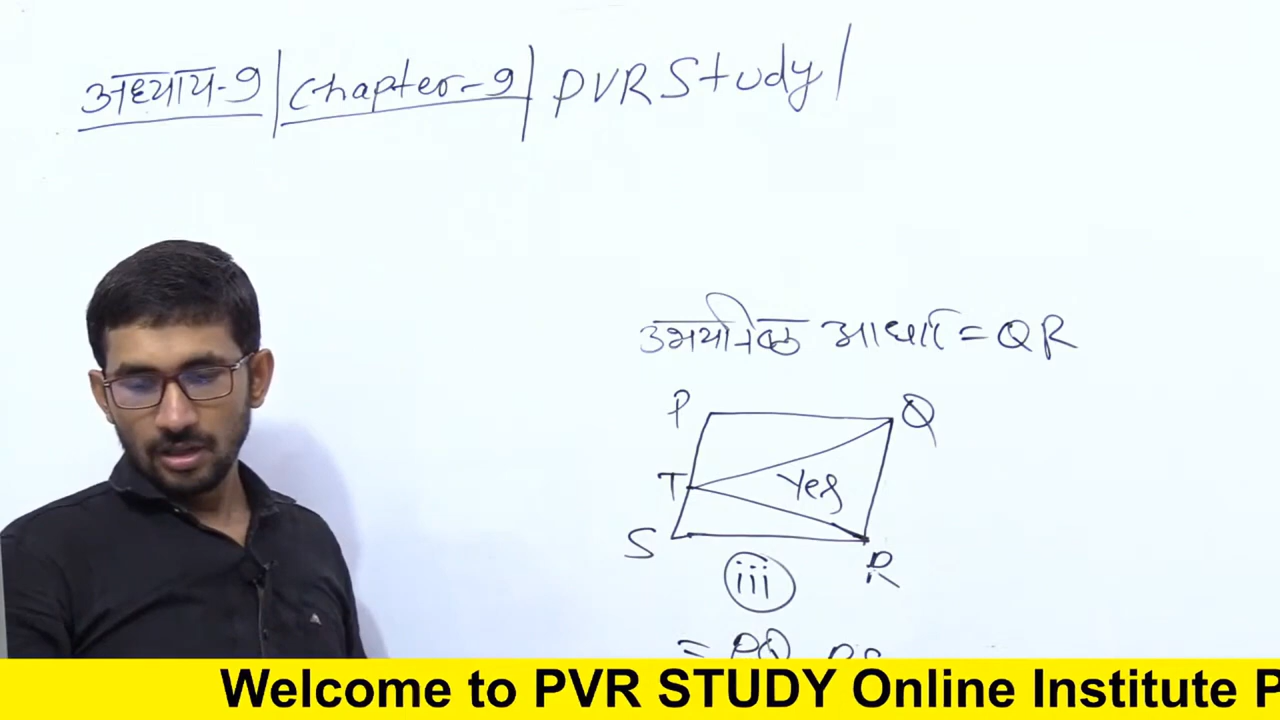 अध्याय-9 | Chapter-9 | PVR Study |
उभयनिष्ठ आधार = QR
P Q
T Yes
S R
iii
Welcome to PVR STUDY Online Institute P